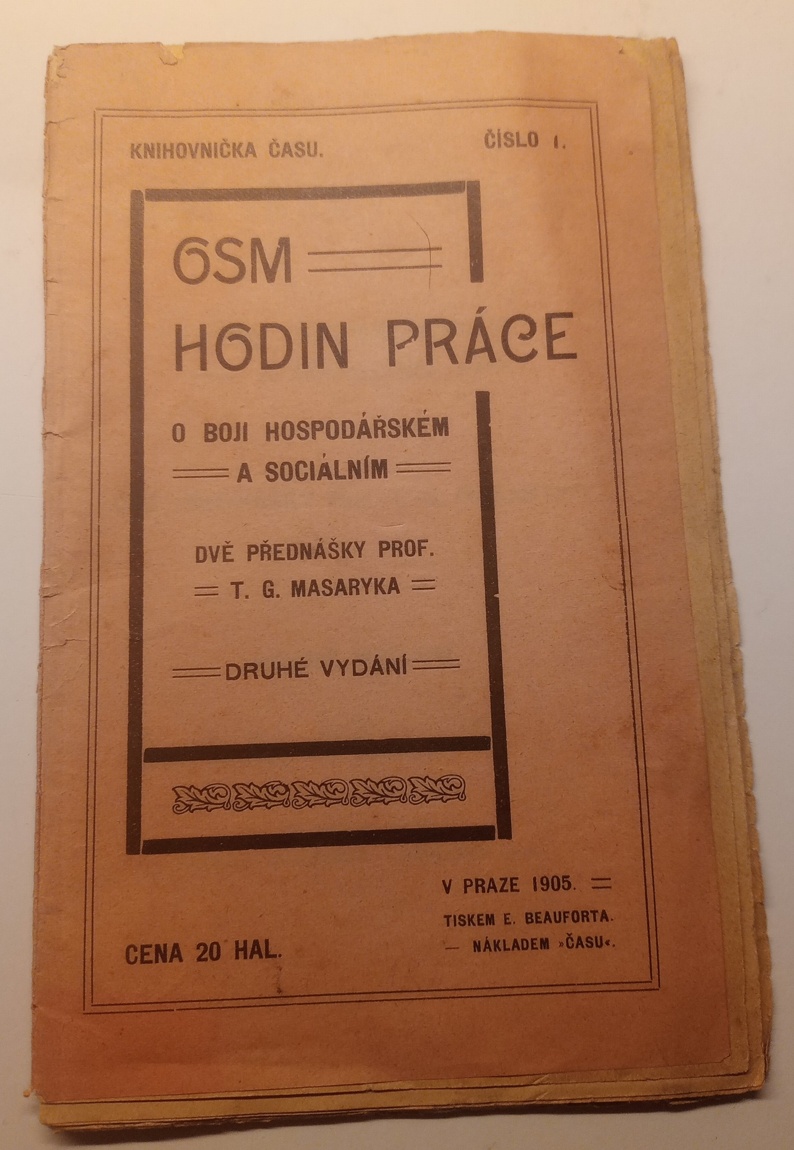 KNIHOVNIČKA ČASU.
ČÍSLO 1.
OSM
HODIN PRÁCE
O BOJI HOSPODÁŘSKÉM
A SOCIÁLNÍM
DVĚ PŘEDNÁŠKY PROF.
T. G. MASARYKA
DRUHÉ VYDÁNÍ
V PRAZE 1905.
TISKEM E. BEAUFORTA.
— NÁKLADEM »ČASU«.
CENA 20 HAL.